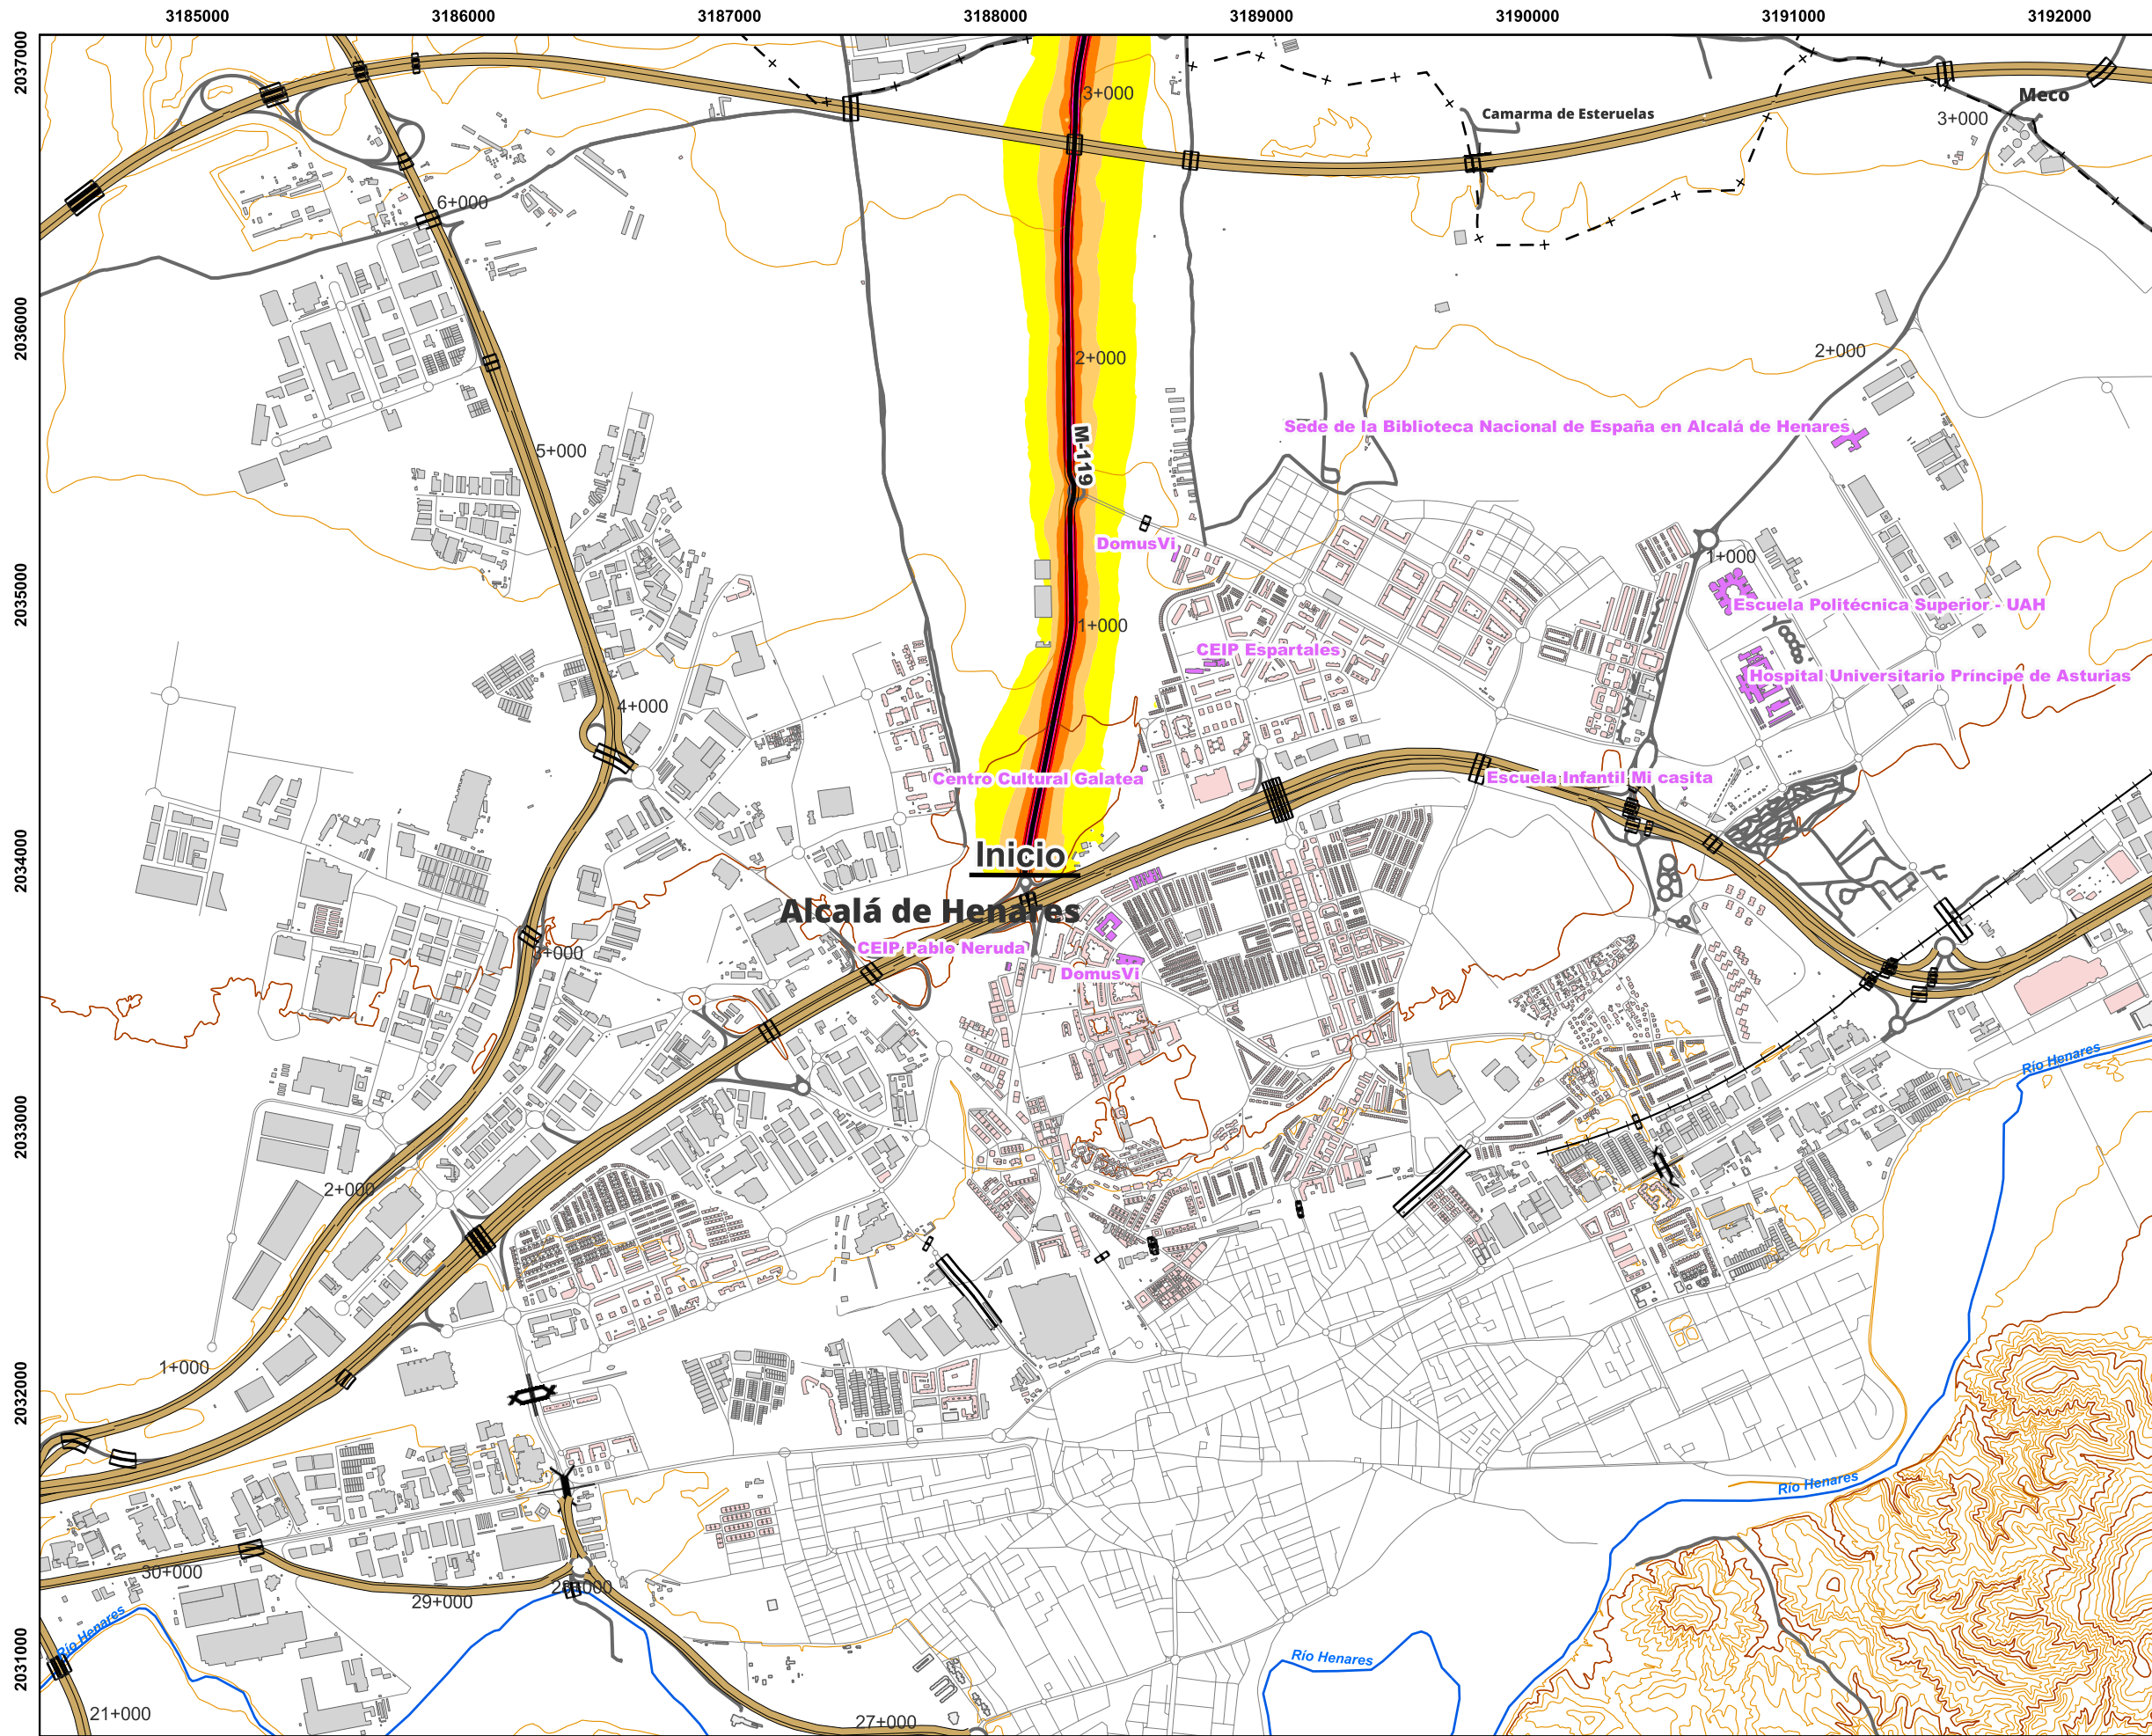 3185000 3186000 3187000 3188000 3189000 3190000 3191000 3192000
2037000
3+000
Camarma de Esteruelas
Meco
3+000
6+000
2036000
2+000
2+000
Sede de la Biblioteca Nacional de España en Alcalá de Henares
M-119
5+000
DomusVi
1+000
2035000
Escuela Politécnica Superior - UAH
1+000
CEIP Espartales
Hospital Universitario Príncipe de Asturias
4+000
Centro Cultural Galatea
Escuela Infantil Mi casita
2034000
Inicio
Alcalá de Henares
CEIP Pablo Neruda
3+000
DomusVi
Río Henares
2033000
2+000
1+000
2032000
Río Henares
30+000
28+000
29+000
Río Henares
Río Henares
2031000
21+000
27+000